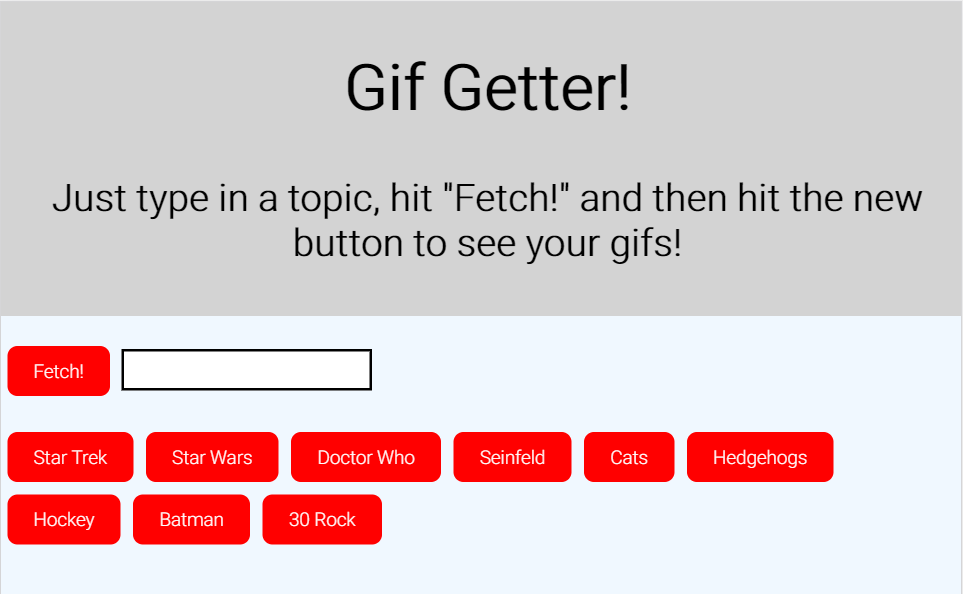 Gif Getter!
Just type in a topic, hit "Fetch!" and then hit the new
button to see your gifs!
Fetch!
Star Trek Star Wars Doctor Who Seinfeld Cats Hedgehogs
Hockey Batman 30 Rock